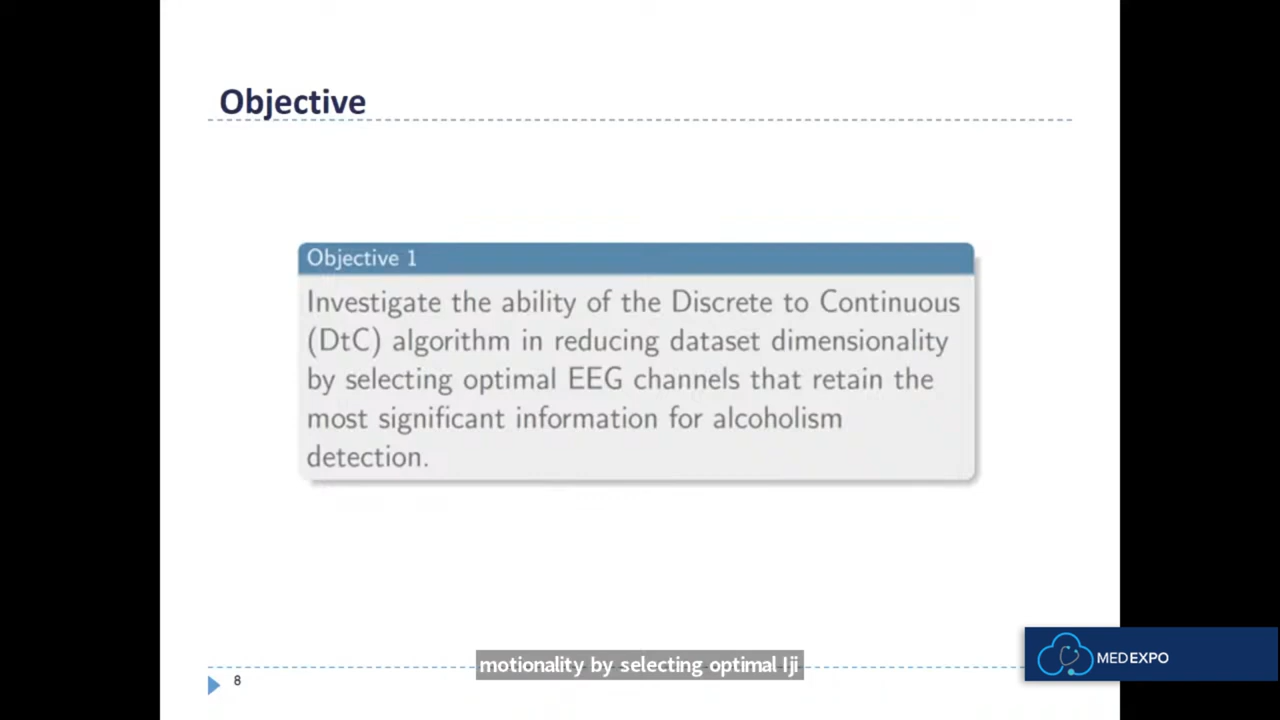 Objective
Objective 1
Investigate the ability of the Discrete to Continuous
(DtC) algorithm in reducing dataset dimensionality
by selecting optimal EEG channels that retain the
most significant information for alcoholism
detection.
motionality by selecting optimal Iji
8
MEDEXPO